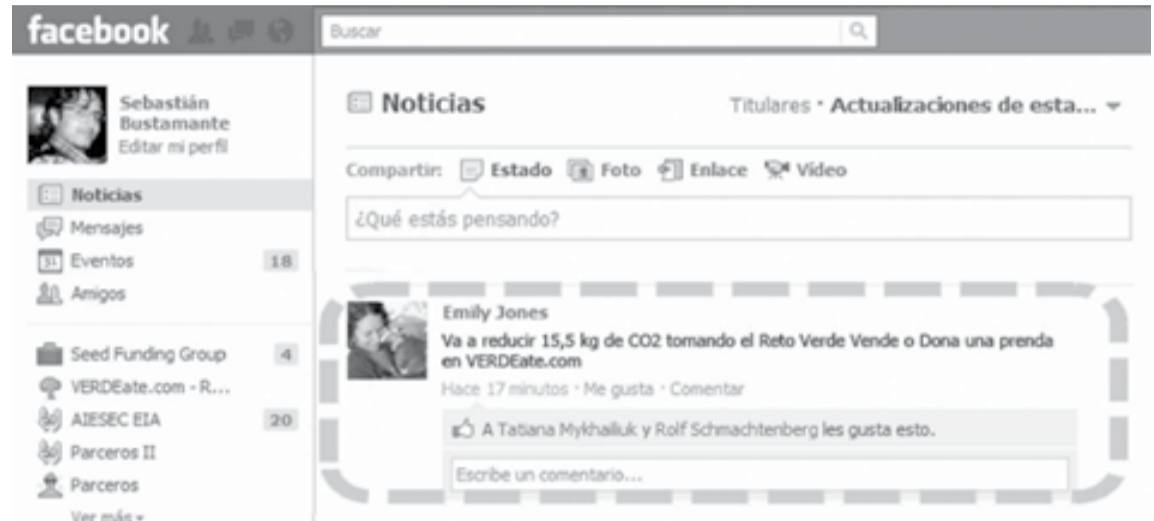 facebook
Buscar
Sebastián
Bustamante
Editar mi perfil
Noticias
Mensajes
31 Eventos 18
Amigos
Seed Funding Group 4
VERDEate.com - R...
AIESEC EIA 20
Parceros II
Parceros
Ver más
Noticias Titulares · Actualizaciones de esta...
Compartir: Estado Foto Enlace Vídeo
¿Qué estás pensando?
Emily Jones
Va a reducir 15,5 kg de CO2 tomando el Reto Verde Vende o Dona una prenda
en VERDEate.com
Hace 17 minutos · Me gusta · Comentar
A Tatiana Mykhailiuk y Rolf Schmachtenberg les gusta esto.
Escribe un comentario...